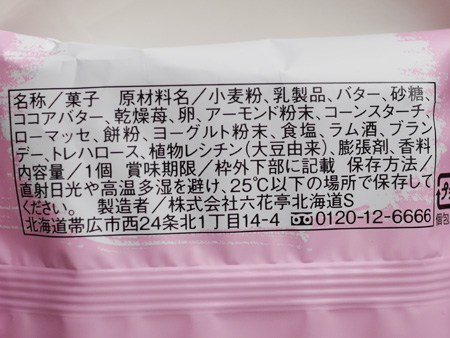 名称／菓子　原材料名／小麦粉、乳製品、バター、砂糖、
ココアバター、乾燥苺、卵、アーモンド粉末、コーンスターチ、
ローマッセ、餅粉、ヨーグルト粉末、食塩、ラム酒、ブラン
デー、トレハロース、植物レシチン(大豆由来)、膨張剤、香料
内容量／1個　賞味期限／枠外下部に記載　保存方法／
直射日光や高温多湿を避け、25℃以下の場所で保存して
ください。　製造者／株式会社六花亭北海道S
北海道帯広市西24条北1丁目14-4　0120-12-6666
個包